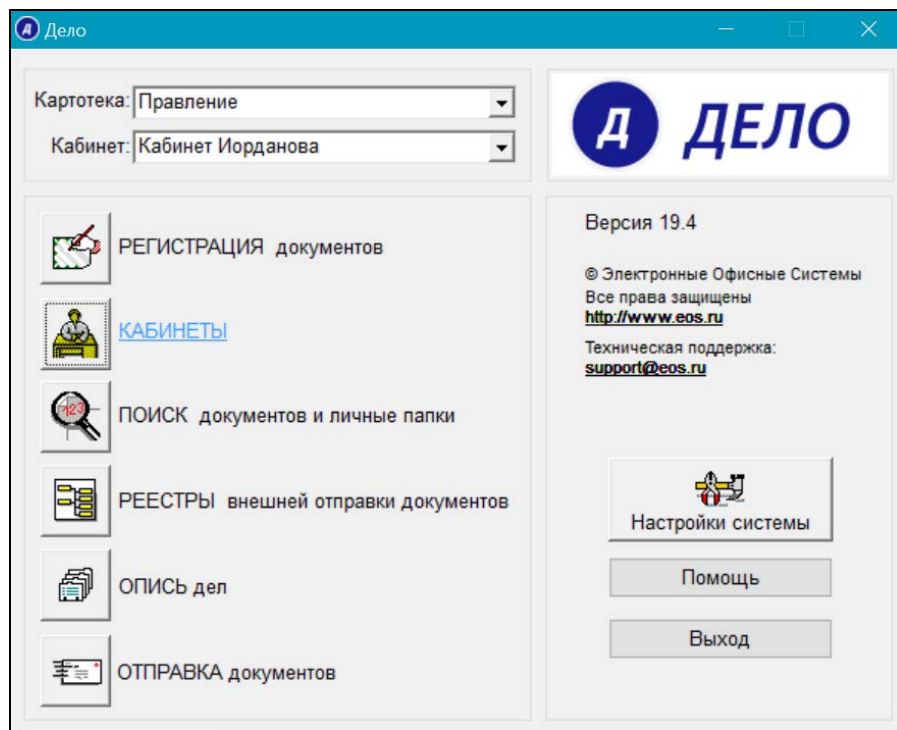 Д Дело
Картотека: Правление
Кабинет: Кабинет Иорданова
Д ДЕЛО
РЕГИСТРАЦИЯ документов
КАБИНЕТЫ
123
ПОИСК документов и личные папки
РЕЕСТРЫ внешней отправки документов
ОПИСЬ дел
ОТПРАВКА документов
Версия 19.4
© Электронные Офисные Системы
Все права защищены
http://www.eos.ru
Техническая поддержка:
support@eos.ru
Настройки системы
Помощь
Выход